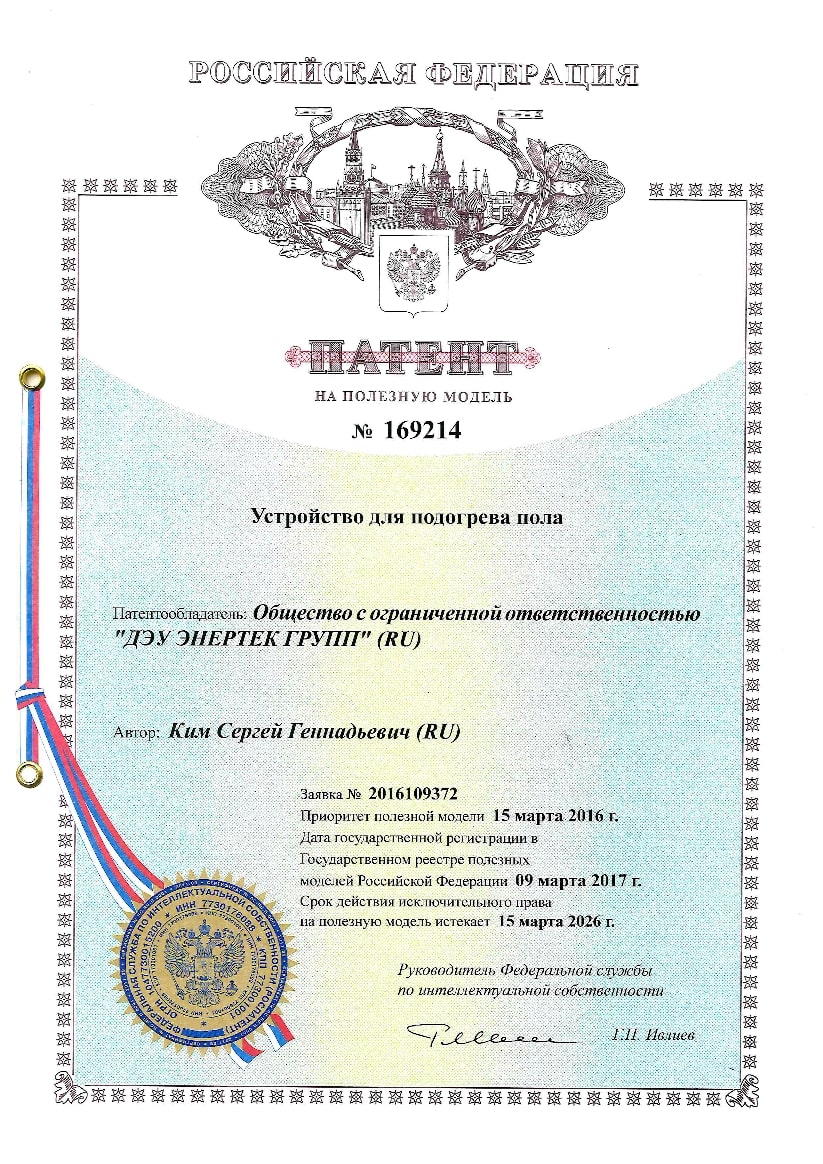 РОССИЙСКАЯ ФЕДЕРАЦИЯ
ПАТЕНТ
НА ПОЛЕЗНУЮ МОДЕЛЬ
№ 169214
Устройство для подогрева пола
Патентообладатель: Общество с ограниченной ответственностью
"ДЭУ ЭНЕРТЕК ГРУПП" (RU)
Автор: Ким Сергей Геннадьевич (RU)
Заявка № 2016109372
Приоритет полезной модели 15 марта 2016 г.
Дата государственной регистрации в
Государственном реестре полезных
моделей Российской Федерации 09 марта 2017 г.
Срок действия исключительного права
на полезную модель истекает 15 марта 2026 г.
Руководитель Федеральной службы
по интеллектуальной собственности
Г.П. Ивлиев
ФЕДЕРАЛЬНАЯ СЛУЖБА ПО ИНТЕЛЛЕКТУАЛЬНОЙ СОБСТВЕННОСТИ (РОСПАТЕНТ)
ИНН 7730176088 * КПП 773001001